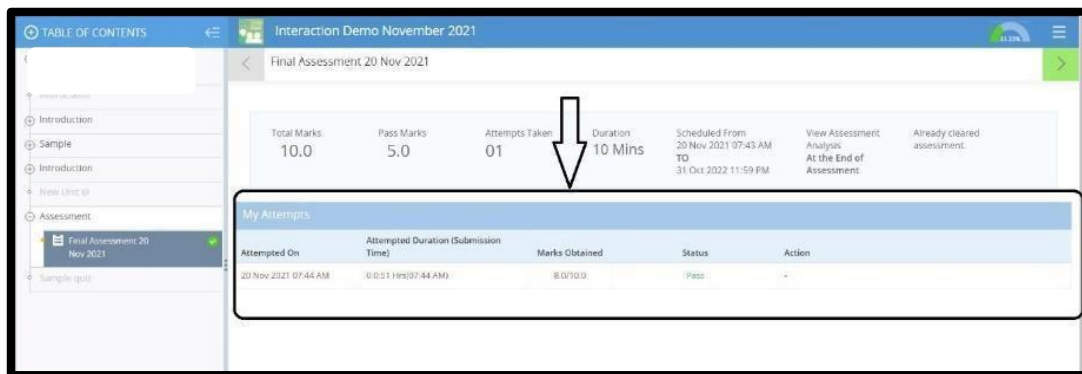 TABLE OF CONTENTS
Introduction
Sample
Introduction
New Unit @
Assessment
Final Assessment 20
Nov 2021
Sample quiz
Interaction Demo November 2021
33.33%
Final Assessment 20 Nov 2021
Total Marks
10.0
Pass Marks
5.0
Attempts Taken
01
Duration
10 Mins
Scheduled From
20 Nov 2021 07:43 AM
TO
31 Oct 2022 11:59 PM
View Assessment
Analysis
At the End of
Assessment
Already cleared
assessment.
My Attempts
Attempted On
Attempted Duration (Submission
Time)
Marks Obtained
Status
Action
20 Nov 2021 07:44 AM
0:0:51 Hrs(07:44 AM)
8.0/10.0
Pass
-